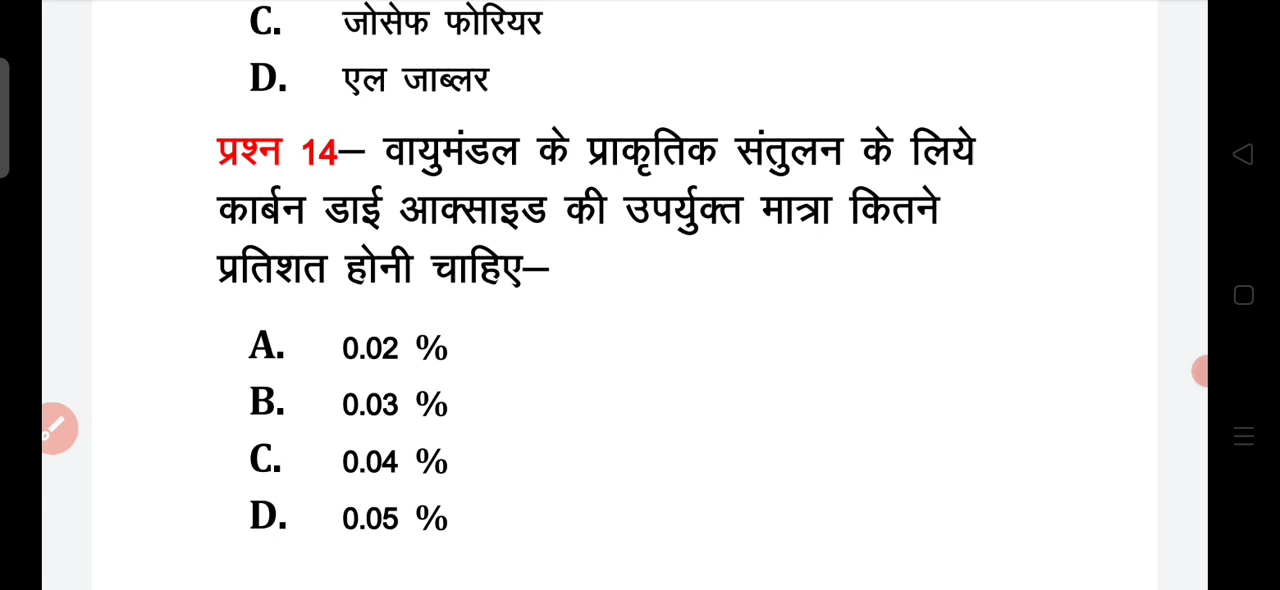 C. जोसेफ फोरियर
D. एल जाब्लर
प्रश्न 14– वायुमंडल के प्राकृतिक संतुलन के लिये
कार्बन डाई आक्साइड की उपर्युक्त मात्रा कितने
प्रतिशत होनी चाहिए–
A. 0.02 %
B. 0.03 %
C. 0.04 %
D. 0.05 %